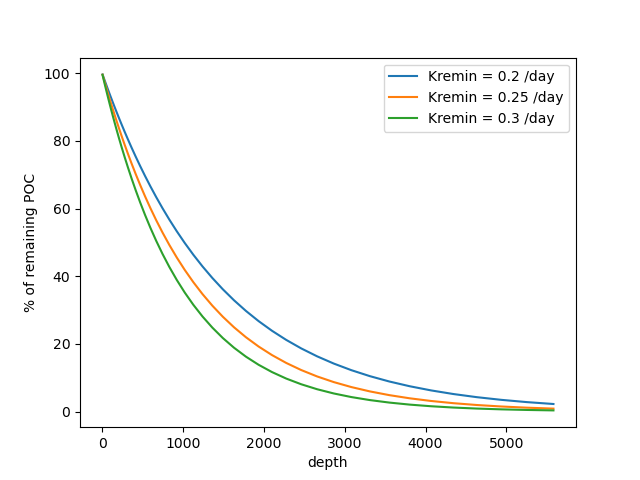 Kremin = 0.2 /day
Kremin = 0.25 /day
Kremin = 0.3 /day
100
80
60
40
20
0
% of remaining POC
0 1000 2000 3000 4000 5000
depth